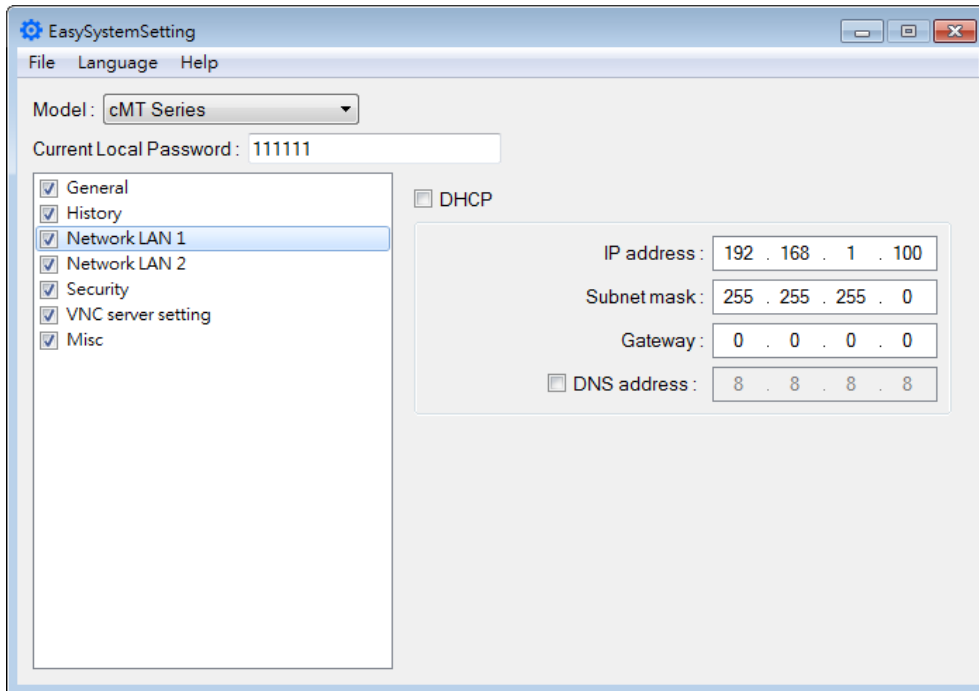 EasySystemSetting
File Language Help
Model : cMT Series
Current Local Password : 111111
General
History
Network LAN 1
Network LAN 2
Security
VNC server setting
Misc
DHCP
IP address : 192 . 168 . 1 . 100
Subnet mask : 255 . 255 . 255 . 0
Gateway : 0 . 0 . 0 . 0
DNS address : 8 . 8 . 8 . 8